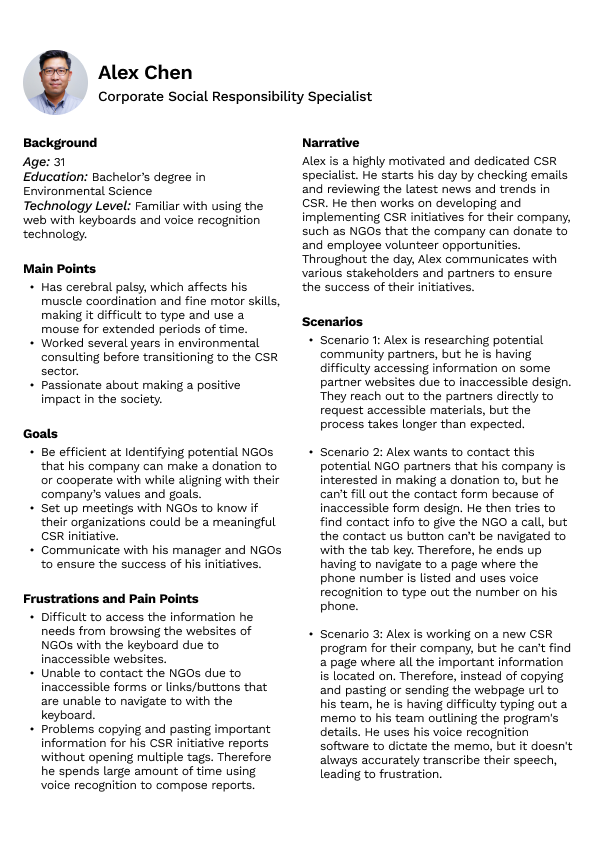 Alex Chen
Corporate Social Responsibility Specialist
Background
Age: 31
Education: Bachelor's degree in
Environmental Science
Technology Level: Familiar with using the
web with keyboards and voice recognition
technology.
Main Points
• Has cerebral palsy, which affects his
muscle coordination and fine motor skills,
making it difficult to type and use a
mouse for extended periods of time.
• Worked several years in environmental
consulting before transitioning to the CSR
sector.
• Passionate about making a positive
impact in the society.
Goals
• Be efficient at Identifying potential NGOs
that his company can make a donation to
or cooperate with while aligning with their
company's values and goals.
• Set up meetings with NGOs to know if
their organizations could be a meaningful
CSR initiative.
• Communicate with his manager and NGOs
to ensure the success of his initiatives.
Frustrations and Pain Points
• Difficult to access the information he
needs from browsing the websites of
NGOs with the keyboard due to
inaccessible websites.
• Unable to contact the NGOs due to
inaccessible forms or links/buttons that
are unable to navigate to with the
keyboard.
• Problems copying and pasting important
information for his CSR initiative reports
without opening multiple tags. Therefore
he spends large amount of time using
voice recognition to compose reports.
Narrative
Alex is a highly motivated and dedicated CSR
specialist. He starts his day by checking emails
and reviewing the latest news and trends in
CSR. He then works on developing and
implementing CSR initiatives for their company,
such as NGOs that the company can donate to
and employee volunteer opportunities.
Throughout the day, Alex communicates with
various stakeholders and partners to ensure
the success of their initiatives.
Scenarios
• Scenario 1: Alex is researching potential
community partners, but he is having
difficulty accessing information on some
partner websites due to inaccessible design.
They reach out to the partners directly to
request accessible materials, but the
process takes longer than expected.
• Scenario 2: Alex wants to contact this
potential NGO partners that his company is
interested in making a donation to, but he
can't fill out the contact form because of
inaccessible form design. He then tries to
find contact info to give the NGO a call, but
the contact us button can't be navigated to
with the tab key. Therefore, he ends up
having to navigate to a page where the
phone number is listed and uses voice
recognition to type out the number on his
phone.
• Scenario 3: Alex is working on a new CSR
program for their company, but he can't find
a page where all the important information
is located on. Therefore, instead of copying
and pasting or sending the webpage url to
his team, he is having difficulty typing out a
memo to his team outlining the program's
details. He uses his voice recognition
software to dictate the memo, but it doesn't
always accurately transcribe their speech,
leading to frustration.